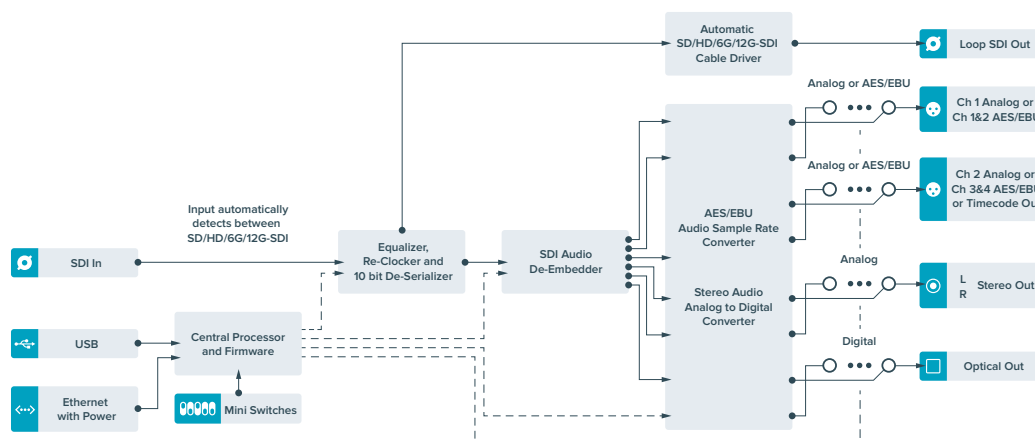 Automatic
SD/HD/6G/12G-SDI
Cable Driver
Loop SDI Out
Analog or AES/EBU
Ch 1 Analog or
Ch 1&2 AES/EBU
Analog or AES/EBU
Ch 2 Analog or
Ch 3&4 AES/EBU
or Timecode Ou
Input automatically
detects between
SD/HD/6G/12G-SDI
AES/EBU
Audio Sample Rate
Converter
SDI In
Equalizer,
Re-Clocker and
10 bit De-Serializer
SDI Audio
De-Embedder
Analog
L
R
Stereo Out
Stereo Audio
Analog to Digital
Converter
USB
Central Processor
and Firmware
Digital
Optical Out
Ethernet
with Power
Mini Switches